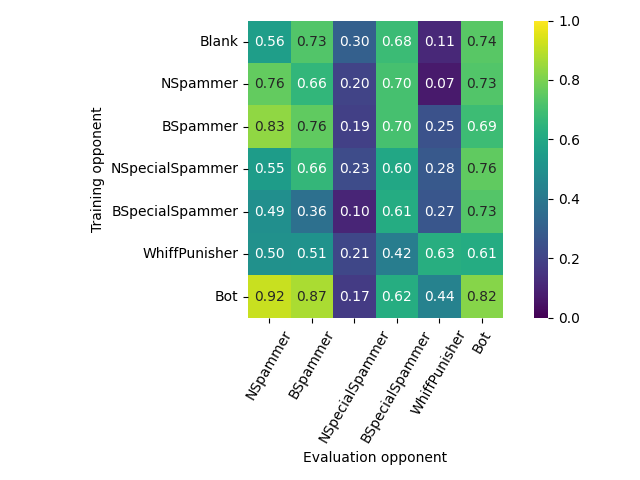 Training opponent
Blank 0.56 0.73 0.30 0.68 0.11 0.74
NSpammer 0.76 0.66 0.20 0.70 0.07 0.73
BSpammer 0.83 0.76 0.19 0.70 0.25 0.69
NSpecialSpammer 0.55 0.66 0.23 0.60 0.28 0.76
BSpecialSpammer 0.49 0.36 0.10 0.61 0.27 0.73
WhiffPunisher 0.50 0.51 0.21 0.42 0.63 0.61
Bot 0.92 0.87 0.17 0.62 0.44 0.82
NSpammer
BSpammer
NSpecialSpammer
BSpecialSpammer
WhiffPunisher
Bot
Evaluation opponent
1.0
0.8
0.6
0.4
0.2
0.0